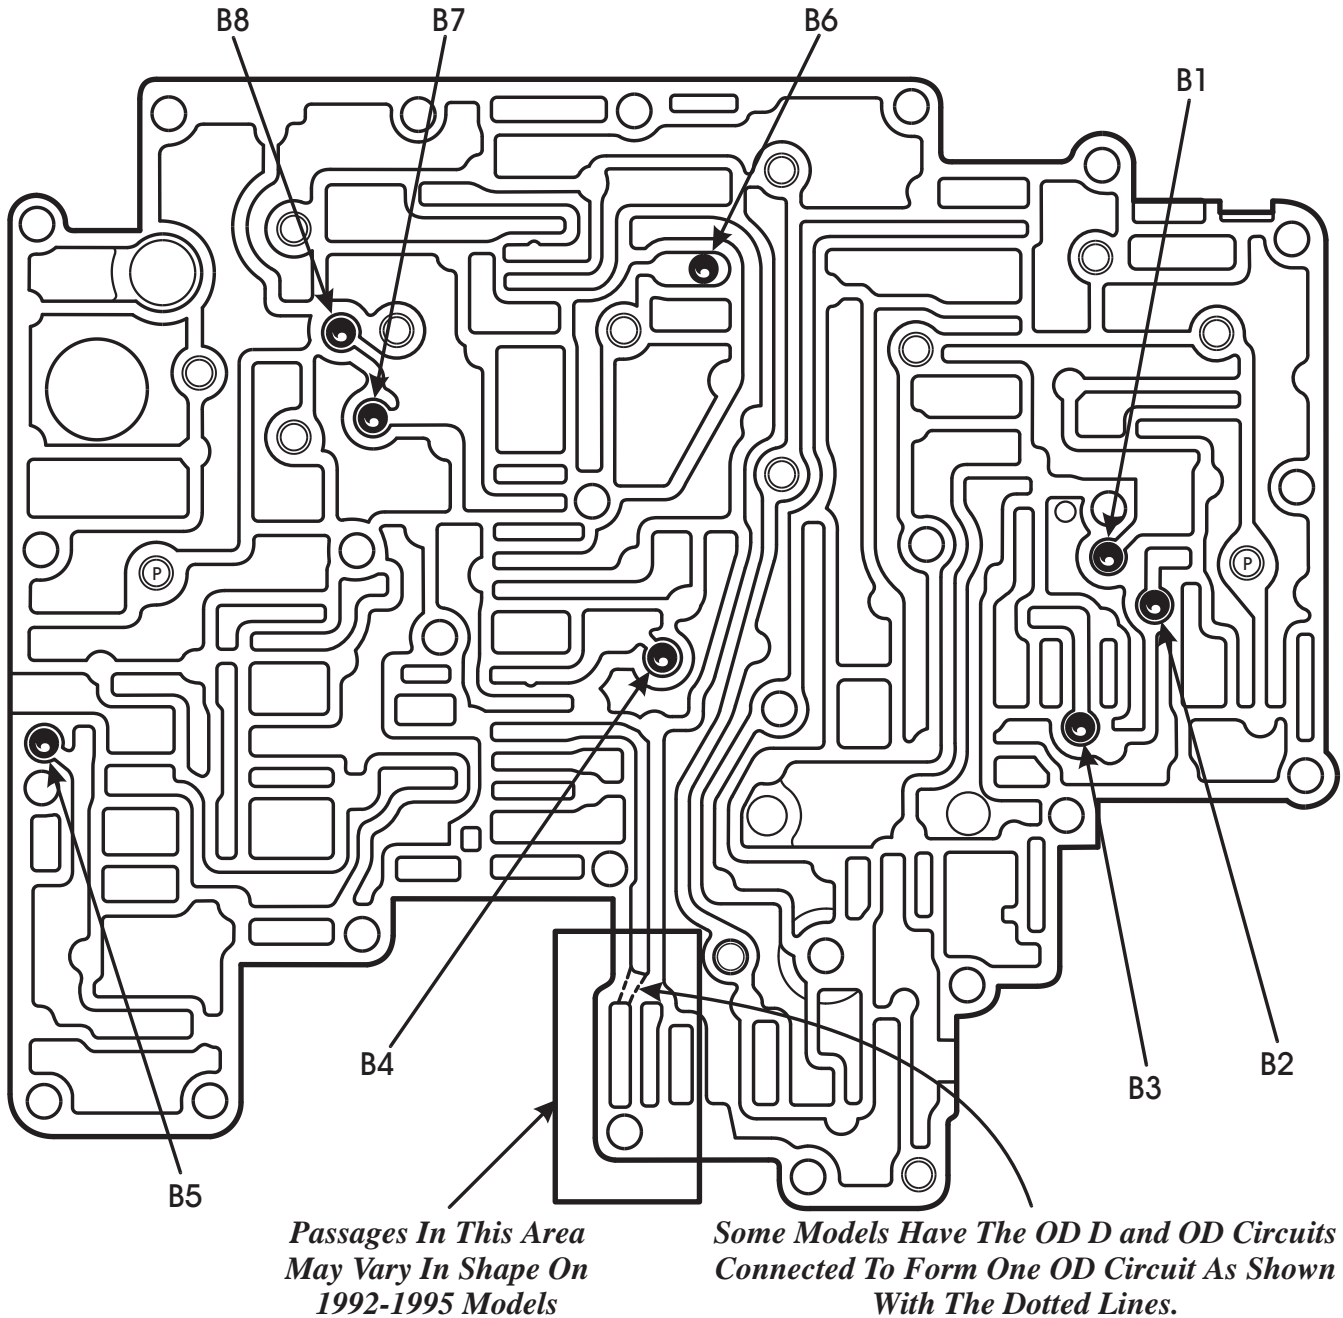 B8
B7
B6
B1
P
P
B4
B3
B2
B5
Passages In This Area
May Vary In Shape On
1992-1995 Models
Some Models Have The OD D and OD Circuits
Connected To Form One OD Circuit As Shown
With The Dotted Lines.